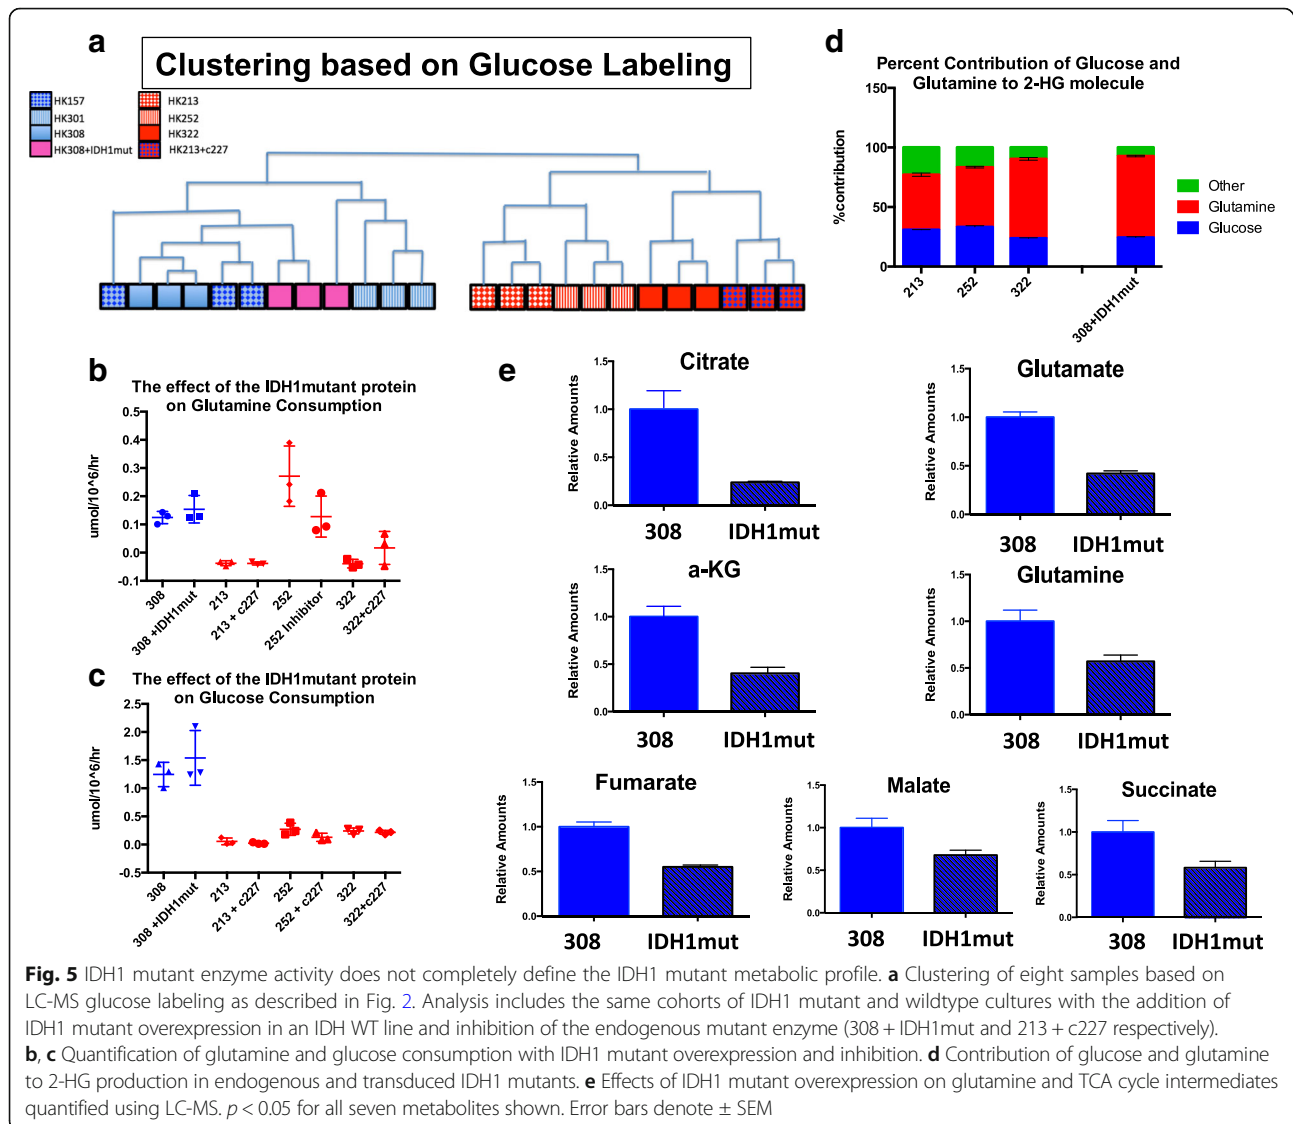 a
Clustering based on Glucose Labeling
HK157
HK301
HK308
HK308+IDH1mut
HK213
HK252
HK322
HK213+c227
d
Percent Contribution of Glucose and
Glutamine to 2-HG molecule
%contribution
150
100
50
0
213
252
322
308+IDH1mut
Other
Glutamine
Glucose
b
The effect of the IDH1mutant protein
on Glutamine Consumption
umol/10^6/hr
0.5
0.4
0.3
0.2
0.1
0.0
-0.1
308
308 +IDH1mut
213
213 + c227
252
252 Inhibitor
322
322+c227
c
The effect of the IDH1mutant protein
on Glucose Consumption
umol/10^6/hr
2.5
2.0
1.5
1.0
0.5
0.0
-0.5
308
308 +IDH1mut
213
213 + c227
252
252 + c227
322
322+c227
e
Citrate
Relative Amounts
1.5
1.0
0.5
0.0
308 IDH1mut
Glutamate
Relative Amounts
1.5
1.0
0.5
0.0
308 IDH1mut
a-KG
Relative Amounts
1.5
1.0
0.5
0.0
308 IDH1mut
Glutamine
Relative Amounts
1.5
1.0
0.5
0.0
308 IDH1mut
Fumarate
Relative Amounts
1.5
1.0
0.5
0.0
308 IDH1mut
Malate
Relative Amounts
1.5
1.0
0.5
0.0
308 IDH1mut
Succinate
Relative Amounts
1.5
1.0
0.5
0.0
308 IDH1mut
Fig. 5 IDH1 mutant enzyme activity does not completely define the IDH1 mutant metabolic profile. a Clustering of eight samples based on
LC-MS glucose labeling as described in Fig. 2. Analysis includes the same cohorts of IDH1 mutant and wildtype cultures with the addition of
IDH1 mutant overexpression in an IDH WT line and inhibition of the endogenous mutant enzyme (308 + IDH1mut and 213 + c227 respectively).
b, c Quantification of glutamine and glucose consumption with IDH1 mutant overexpression and inhibition. d Contribution of glucose and glutamine
to 2-HG production in endogenous and transduced IDH1 mutants. e Effects of IDH1 mutant overexpression on glutamine and TCA cycle intermediates
quantified using LC-MS. p < 0.05 for all seven metabolites shown. Error bars denote ± SEM